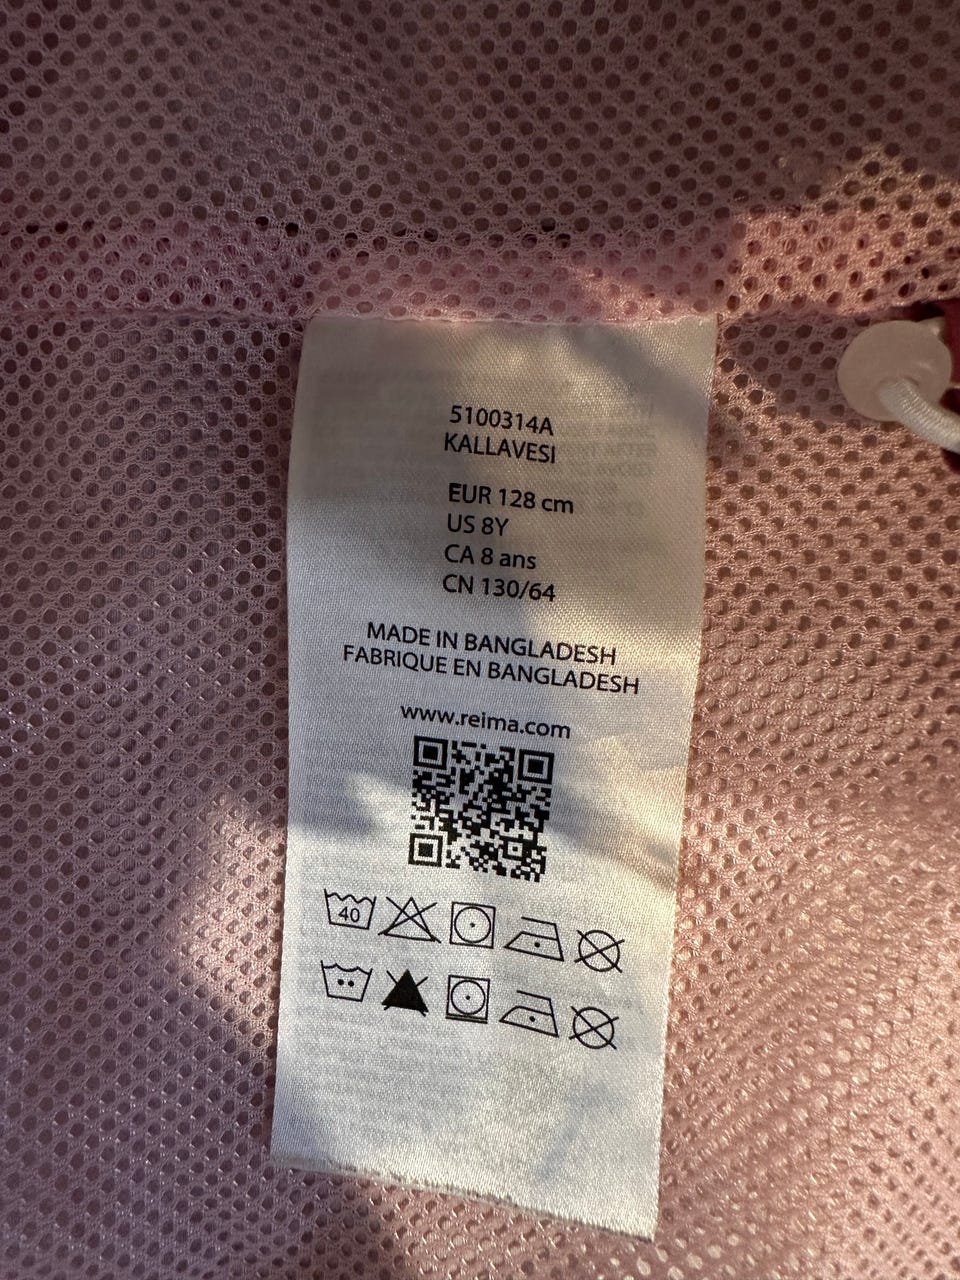 5100314A
KALLAVESI
EUR 128 cm
US 8Y
CA 8 ans
CN 130/64
MADE IN BANGLADESH
FABRIQUE EN BANGLADESH
www.reima.com
40